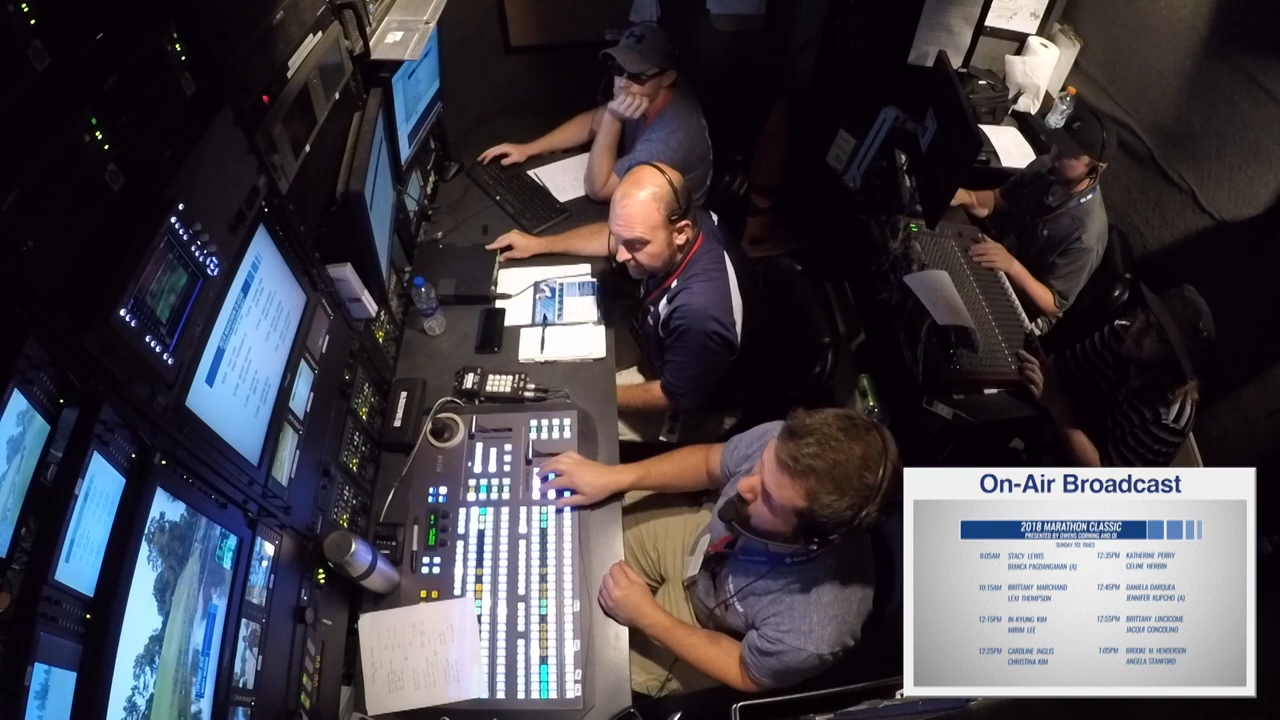 On-Air Broadcast
2018 MARATHON CLASSIC
PRESENTED BY OWENS CORNING AND OI
SUNDAY TEE TIMES
8:05AM STACY LEWIS
BIANCA PAGDANGANAN (A)
10:15AM BRITTANY MARCHAND
LEXI THOMPSON
12:15PM IN-KYUNG KIM
MIRIM LEE
12:25PM CAROLINE INGLIS
CHRISTINA KIM
12:35PM KATHERINE PERRY
CELINE HERBIN
12:45PM DANIELA DARQUEA
JENNIFER KUPCHO (A)
12:55PM BRITTANY LINCICOME
JACQUI CONCOLINO
1:05PM BROOKE M. HENDERSON
ANGELA STANFORD